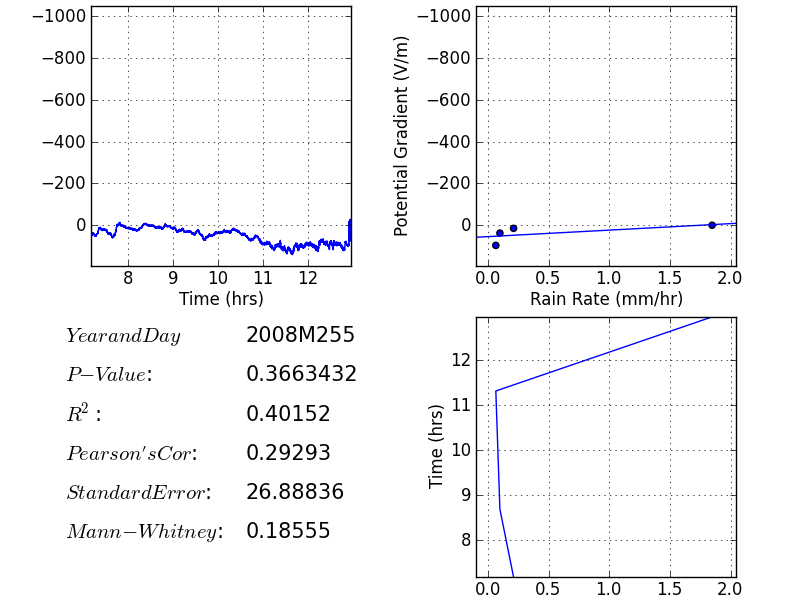 −1000
−800
−600
−400
−200
0
8 9 10 11 12
Time (hrs)
Potential Gradient (V/m)
−1000
−800
−600
−400
−200
0
0.0 0.5 1.0 1.5 2.0
Rain Rate (mm/hr)
YearandDay 2008M255
P−Value: 0.3663432
R²: 0.40152
Pearson'sCor: 0.29293
StandardError: 26.88836
Mann−Whitney: 0.18555
Time (hrs)
12
11
10
9
8
0.0 0.5 1.0 1.5 2.0